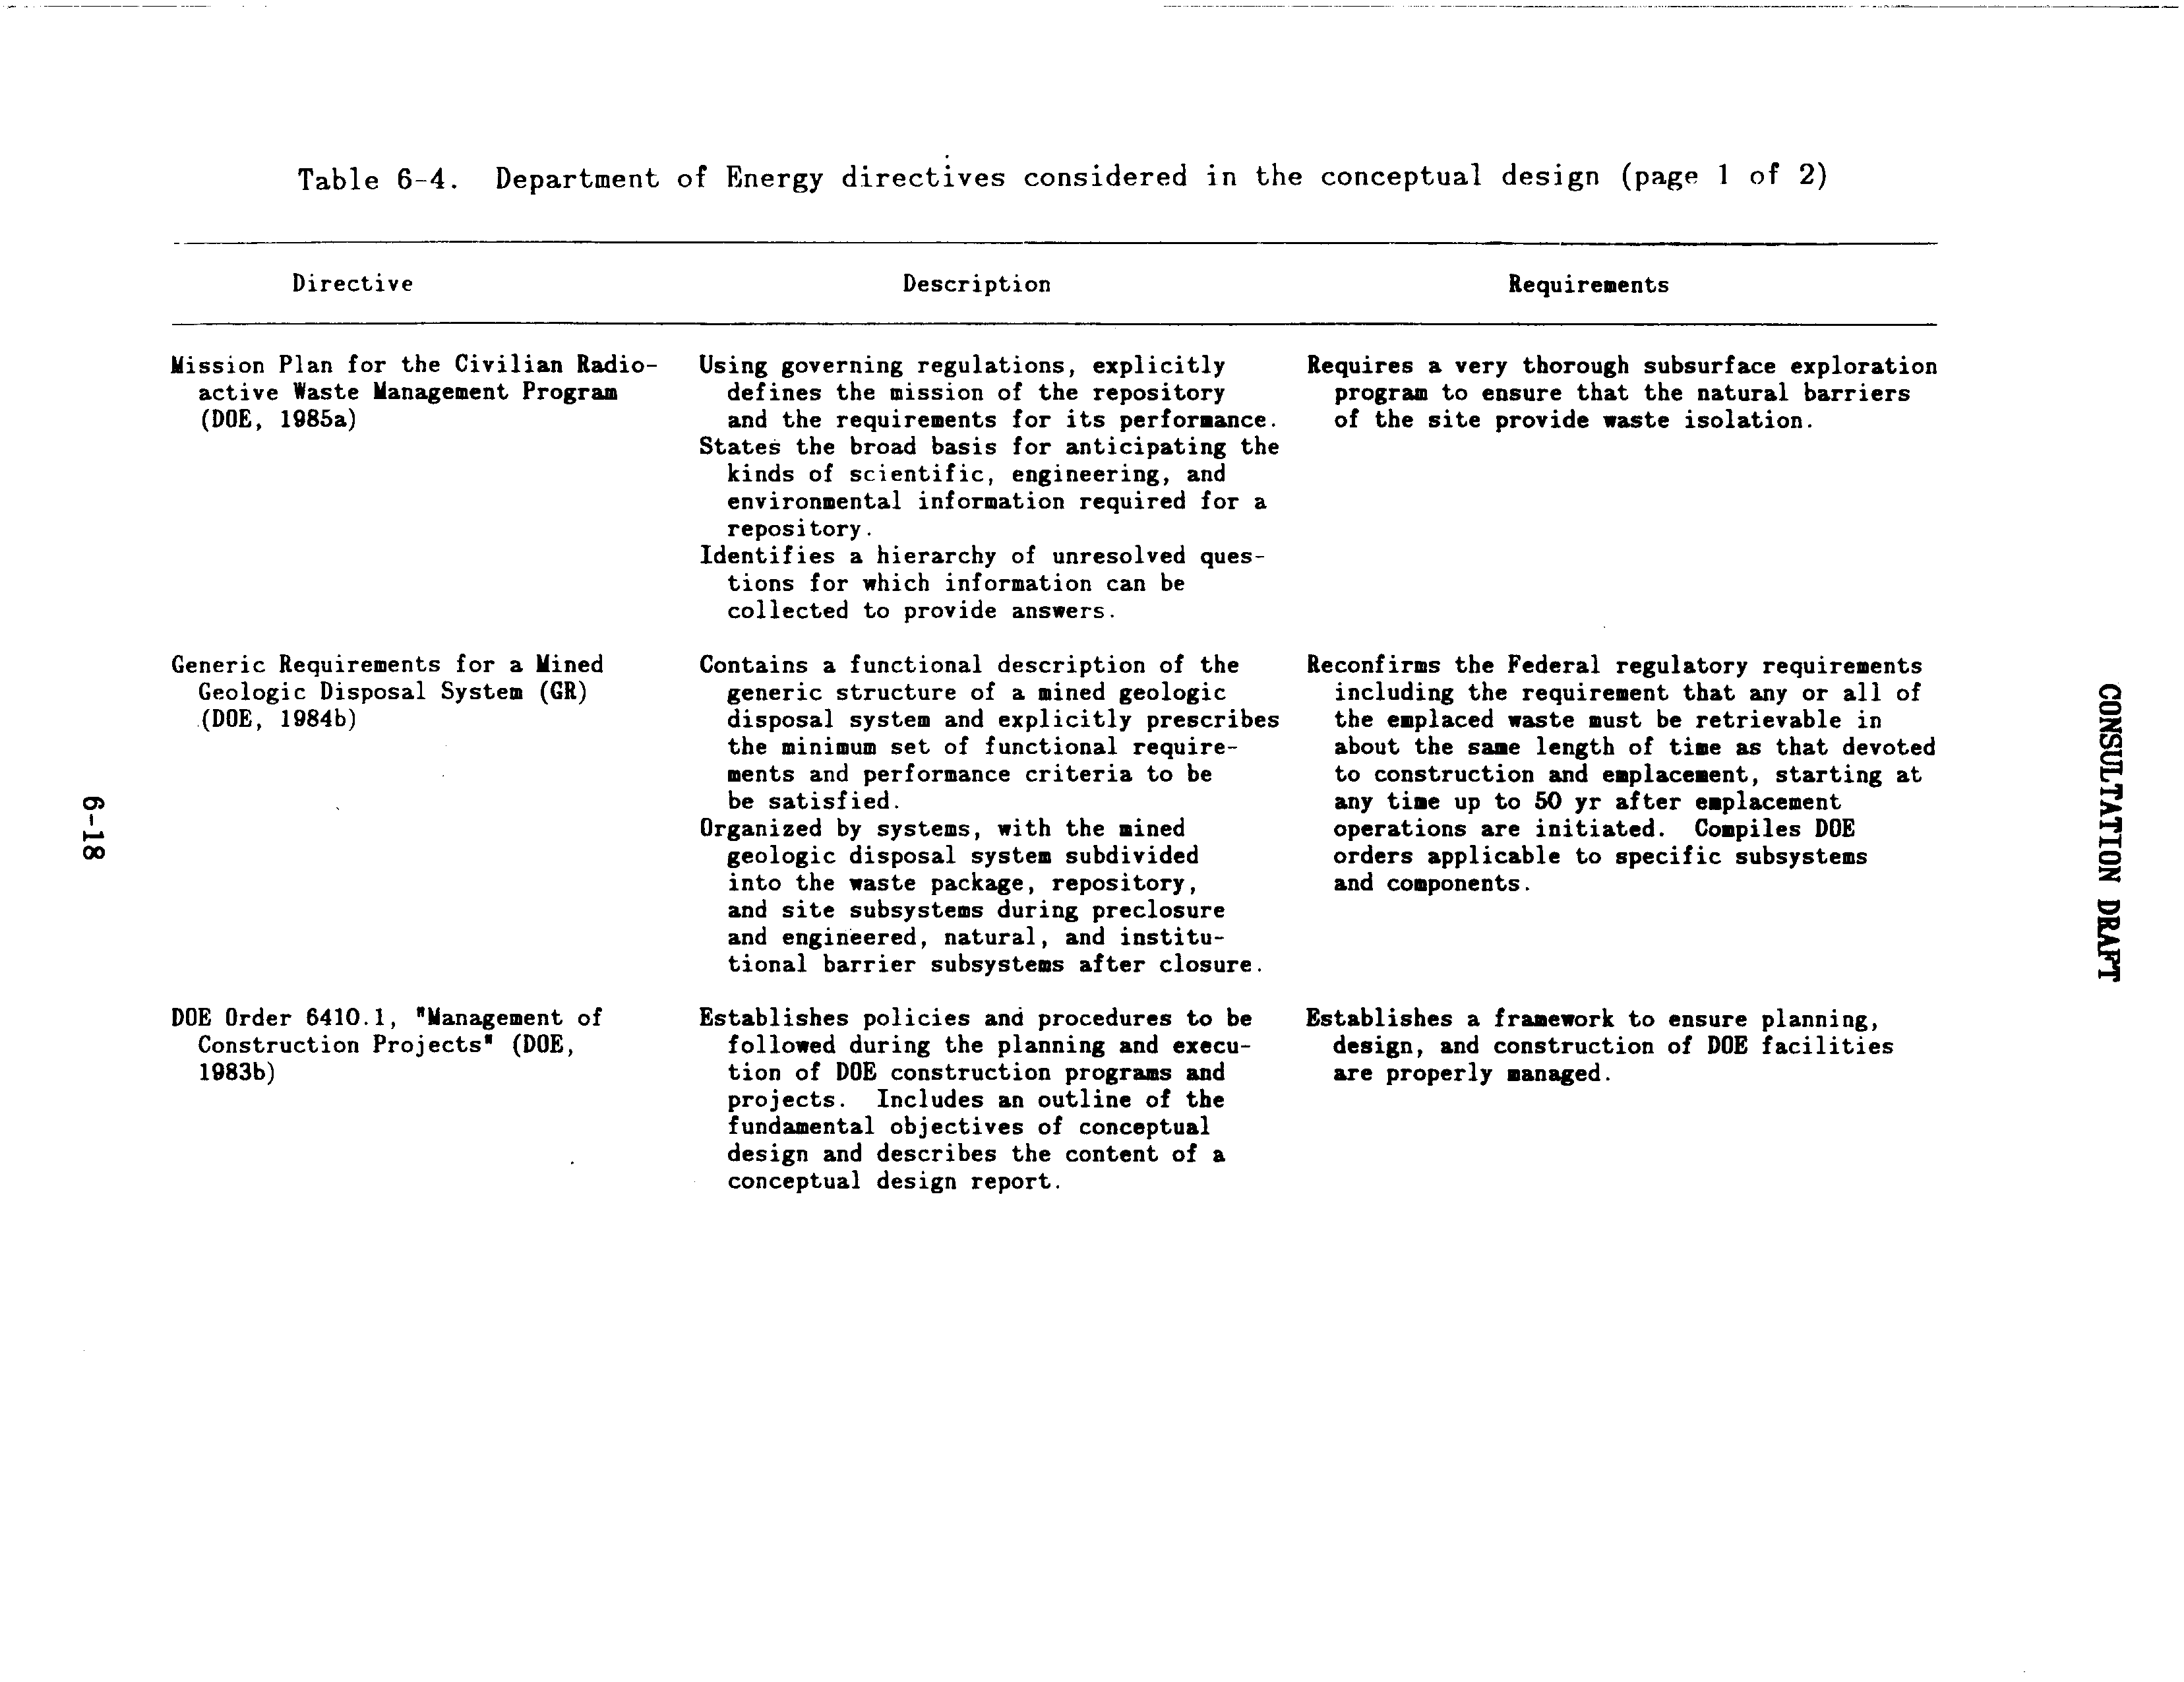 Table 6-4. Department of Energy directives considered in the conceptual design (page 1 of 2)
Directive
Description
Requirements
Mission Plan for the Civilian Radio-
active Waste Management Program
(DOE, 1985a)
Using governing regulations, explicitly
defines the mission of the repository
and the requirements for its performance.
States the broad basis for anticipating the
kinds of scientific, engineering, and
environmental information required for a
repository.
Identifies a hierarchy of unresolved ques-
tions for which information can be
collected to provide answers.
Requires a very thorough subsurface exploration
program to ensure that the natural barriers
of the site provide waste isolation.
Generic Requirements for a Mined
Geologic Disposal System (GR)
(DOE, 1984b)
Contains a functional description of the
generic structure of a mined geologic
disposal system and explicitly prescribes
the minimum set of functional require-
ments and performance criteria to be
be satisfied.
Organized by systems, with the mined
geologic disposal system subdivided
into the waste package, repository,
and site subsystems during preclosure
and engineered, natural, and institu-
tional barrier subsystems after closure.
Reconfirms the Federal regulatory requirements
including the requirement that any or all of
the emplaced waste must be retrievable in
about the same length of time as that devoted
to construction and emplacement, starting at
any time up to 50 yr after emplacement
operations are initiated. Compiles DOE
orders applicable to specific subsystems
and components.
DOE Order 6410.1, "Management of
Construction Projects" (DOE,
1983b)
Establishes policies and procedures to be
followed during the planning and execu-
tion of DOE construction programs and
projects. Includes an outline of the
fundamental objectives of conceptual
design and describes the content of a
conceptual design report.
Establishes a framework to ensure planning,
design, and construction of DOE facilities
are properly managed.
6-18
CONSULTATION DRAFT